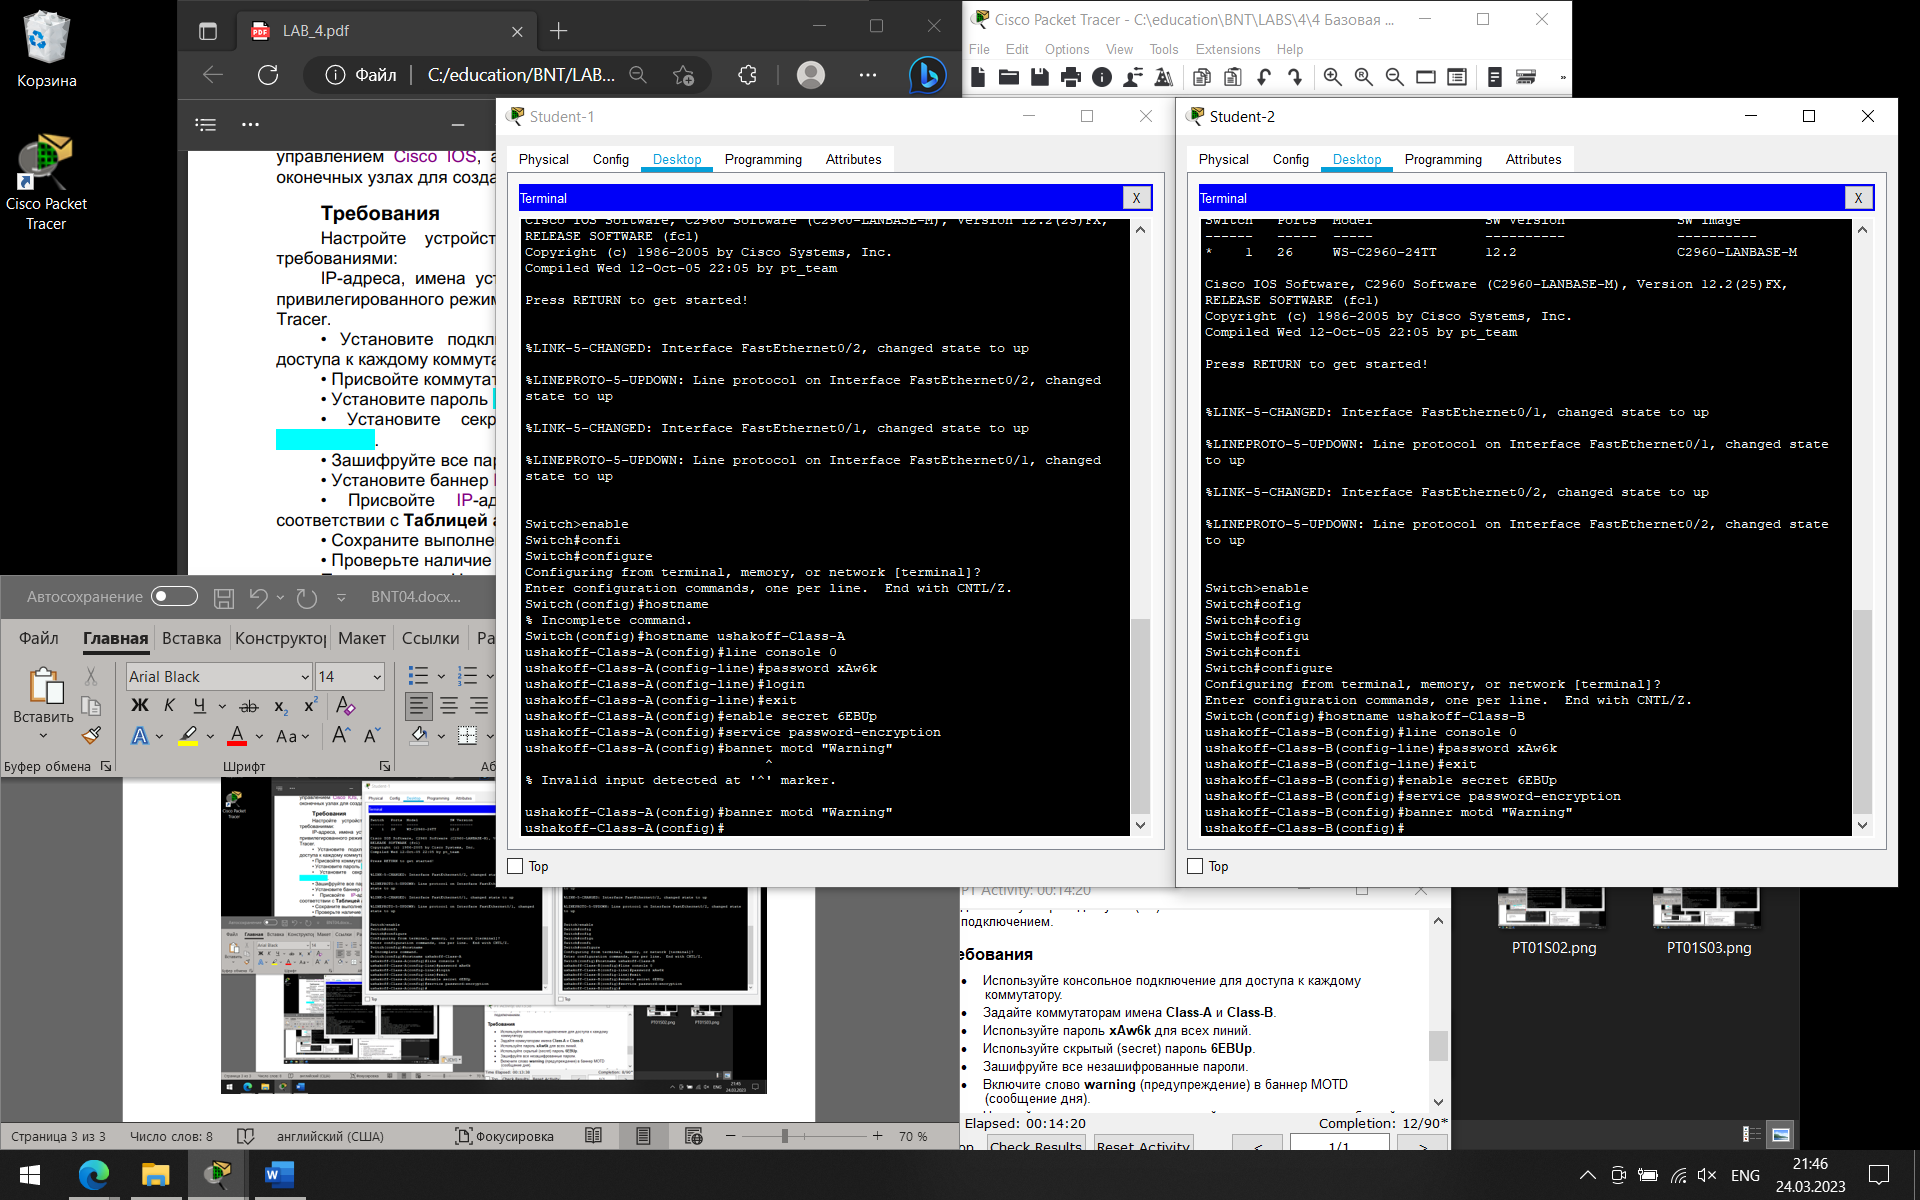 Корзина
Cisco Packet
Tracer
LAB_4.pdf
Файл
C:/education/BNT/LAB...
управлением Cisco IOS, а
оконечных узлах для созда
Требования
Настройте устройст
требованиями:
IP-адреса, имена уст
привилегированного режим
Tracer.
• Установите подкл
доступа к каждому коммута
• Присвойте коммутат
• Установите пароль
• Установите секр
.
• Зашифруйте все пар
• Установите баннер
• Присвойте IP-ад
соответствии с Таблицей а
• Сохраните выполне
• Проверьте наличие
Cisco Packet Tracer - C:\education\BNT\LABS\4\4 Базовая ...
File Edit Options View Tools Extensions Help
Student-1
Physical Config Desktop Programming Attributes
Terminal
X
Cisco IOS Software, C2960 Software (C2960-LANBASE-M), Version 12.2(25)FX,
RELEASE SOFTWARE (fc1)
Copyright (c) 1986-2005 by Cisco Systems, Inc.
Compiled Wed 12-Oct-05 22:05 by pt_team
Press RETURN to get started!
%LINK-5-CHANGED: Interface FastEthernet0/2, changed state to up
%LINEPROTO-5-UPDOWN: Line protocol on Interface FastEthernet0/2, changed
state to up
%LINK-5-CHANGED: Interface FastEthernet0/1, changed state to up
%LINEPROTO-5-UPDOWN: Line protocol on Interface FastEthernet0/1, changed
state to up
Switch>enable
Switch#confi
Switch#configure
Configuring from terminal, memory, or network [terminal]?
Enter configuration commands, one per line.  End with CNTL/Z.
Switch(config)#hostname
% Incomplete command.
Switch(config)#hostname ushakoff-Class-A
ushakoff-Class-A(config)#line console 0
ushakoff-Class-A(config-line)#password xAw6k
ushakoff-Class-A(config-line)#login
ushakoff-Class-A(config-line)#exit
ushakoff-Class-A(config)#enable secret 6EBUp
ushakoff-Class-A(config)#service password-encryption
ushakoff-Class-A(config)#bannet motd "Warning"
^
% Invalid input detected at '^' marker.
ushakoff-Class-A(config)#banner motd "Warning"
ushakoff-Class-A(config)#
Top
Student-2
Physical Config Desktop Programming Attributes
Terminal
X
Switch Ports Model SW Version SW Image
------ ----- ----- ---------- ----------
* 1 26 WS-C2960-24TT 12.2 C2960-LANBASE-M
Cisco IOS Software, C2960 Software (C2960-LANBASE-M), Version 12.2(25)FX,
RELEASE SOFTWARE (fc1)
Copyright (c) 1986-2005 by Cisco Systems, Inc.
Compiled Wed 12-Oct-05 22:05 by pt_team
Press RETURN to get started!
%LINK-5-CHANGED: Interface FastEthernet0/1, changed state to up
%LINEPROTO-5-UPDOWN: Line protocol on Interface FastEthernet0/1, changed state
to up
%LINK-5-CHANGED: Interface FastEthernet0/2, changed state to up
%LINEPROTO-5-UPDOWN: Line protocol on Interface FastEthernet0/2, changed state
to up
Switch>enable
Switch#cofig
Switch#cofig
Switch#cofigu
Switch#confi
Switch#configure
Configuring from terminal, memory, or network [terminal]?
Enter configuration commands, one per line.  End with CNTL/Z.
Switch(config)#hostname ushakoff-Class-B
ushakoff-Class-B(config)#line console 0
ushakoff-Class-B(config-line)#password xAw6k
ushakoff-Class-B(config-line)#exit
ushakoff-Class-B(config)#enable secret 6EBUp
ushakoff-Class-B(config)#service password-encryption
ushakoff-Class-B(config)#banner motd "Warning"
ushakoff-Class-B(config)#
Top
Автосохранение
BNT04.docx...
Файл Главная Вставка Конструктор Макет Ссылки Ра
Вставить
Arial Black 14
Ж К Ч ab x₂ x²
Aa
Буфер обмена Шрифт Аб
Страница 3 из 3 Число слов: 8 английский (США) Фокусировка 70 %
PT Activity: 00:14:20
подключением.
ебования
• Используйте консольное подключение для доступа к каждому
коммутатору.
• Задайте коммутаторам имена Class-A и Class-B.
• Используйте пароль xAw6k для всех линий.
• Используйте скрытый (secret) пароль 6EBUp.
• Зашифруйте все незашифрованные пароли.
• Включите слово warning (предупреждение) в баннер MOTD
(сообщение дня).
Elapsed: 00:14:20 Completion: 12/90*
op Check Results Reset Activity < 1/1 >
PT01S02.png PT01S03.png
ENG
21:46
24.03.2023